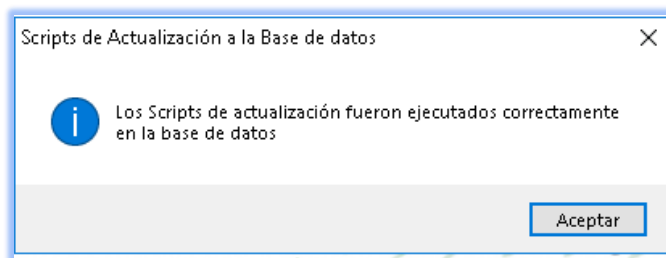 Scripts de Actualización a la Base de datos
Los Scripts de actualización fueron ejecutados correctamente
en la base de datos
Aceptar